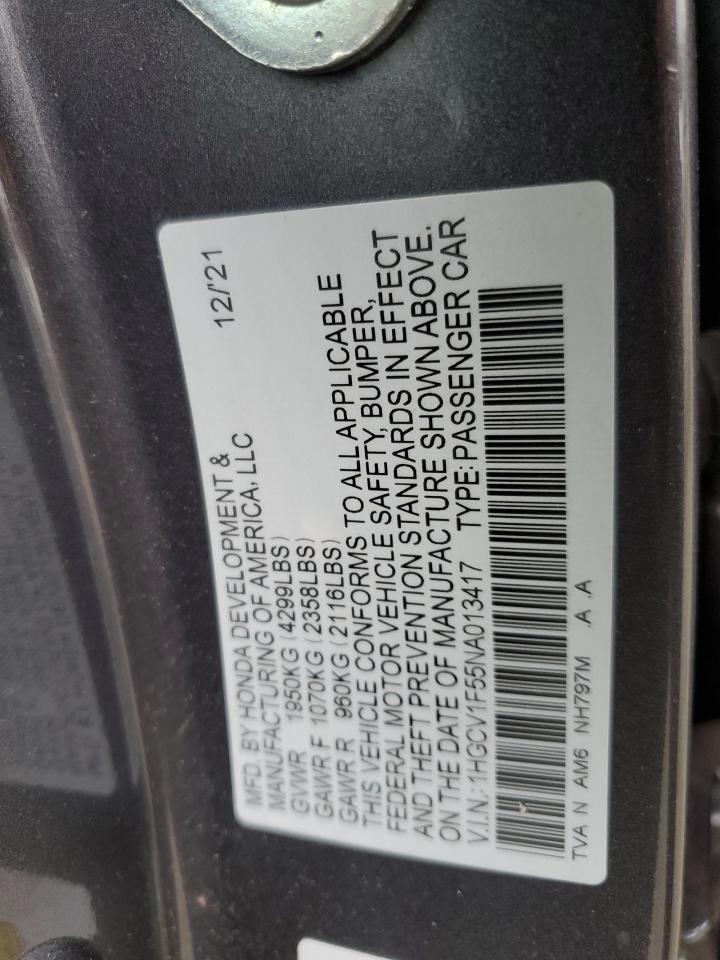 MFD. BY HONDA DEVELOPMENT &
MANUFACTURING OF AMERICA, LLC 12/'21
GVWR 1950KG (4299LBS)
GAWR F 1070KG (2358LBS)
GAWR R 960KG (2116LBS)
THIS VEHICLE CONFORMS TO ALL APPLICABLE
FEDERAL MOTOR VEHICLE SAFETY, BUMPER,
AND THEFT PREVENTION STANDARDS IN EFFECT
ON THE DATE OF MANUFACTURE SHOWN ABOVE.
V.I.N.: 1HGCV1F55NA013417 TYPE: PASSENGER CAR
TVA N AM6 NH797M .A .A